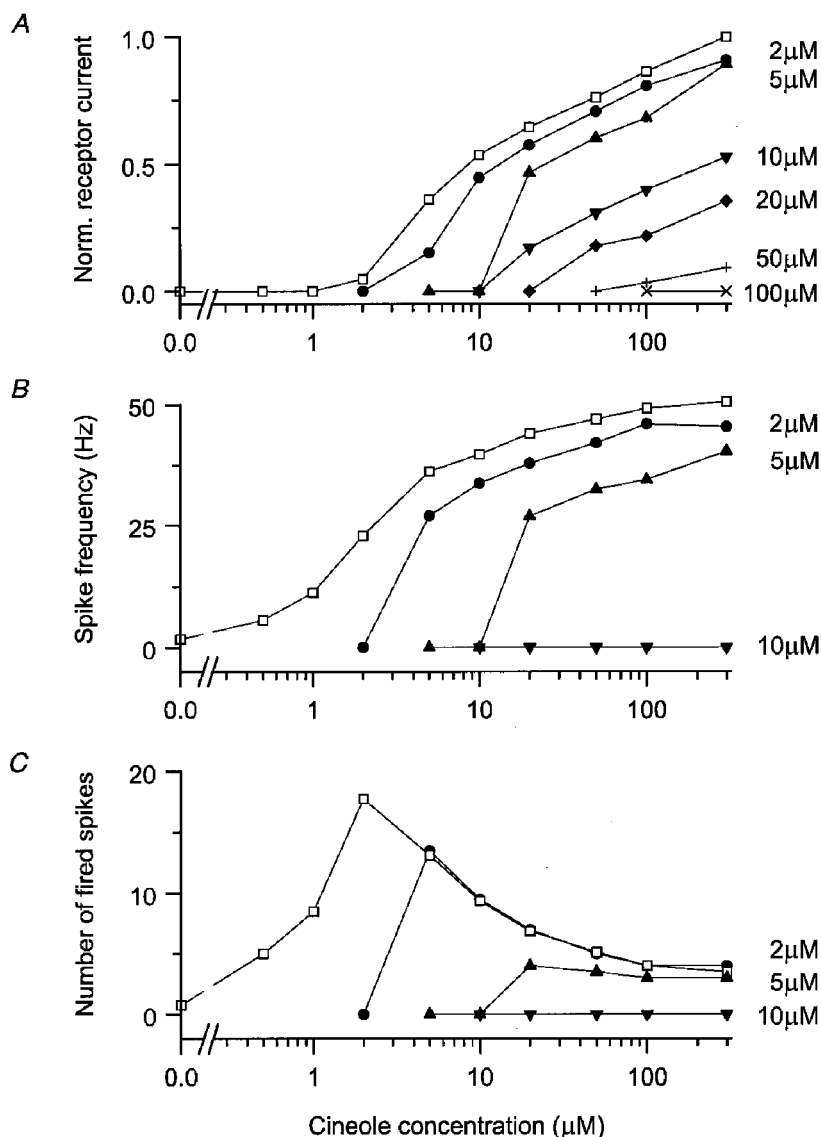 A
Norm. receptor current
1.0
0.5
0.0
2μM
5μM
10μM
20μM
50μM
100μM
0.0 1 10 100
B
Spike frequency (Hz)
50
25
0
2μM
5μM
10μM
0.0 1 10 100
C
Number of fired spikes
20
10
0
2μM
5μM
10μM
0.0 1 10 100
Cineole concentration (μM)